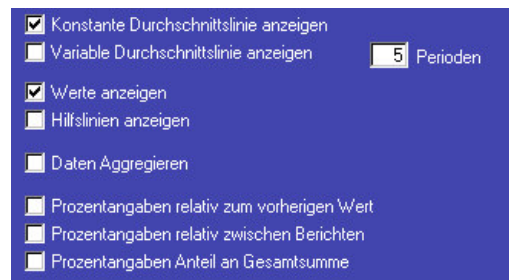 Konstante Durchschnittslinie anzeigen
Variable Durchschnittslinie anzeigen 5 Perioden
Werte anzeigen
Hilfslinien anzeigen
Daten Aggregieren
Prozentangaben relativ zum vorherigen Wert
Prozentangaben relativ zwischen Berichten
Prozentangaben Anteil an Gesamtsumme